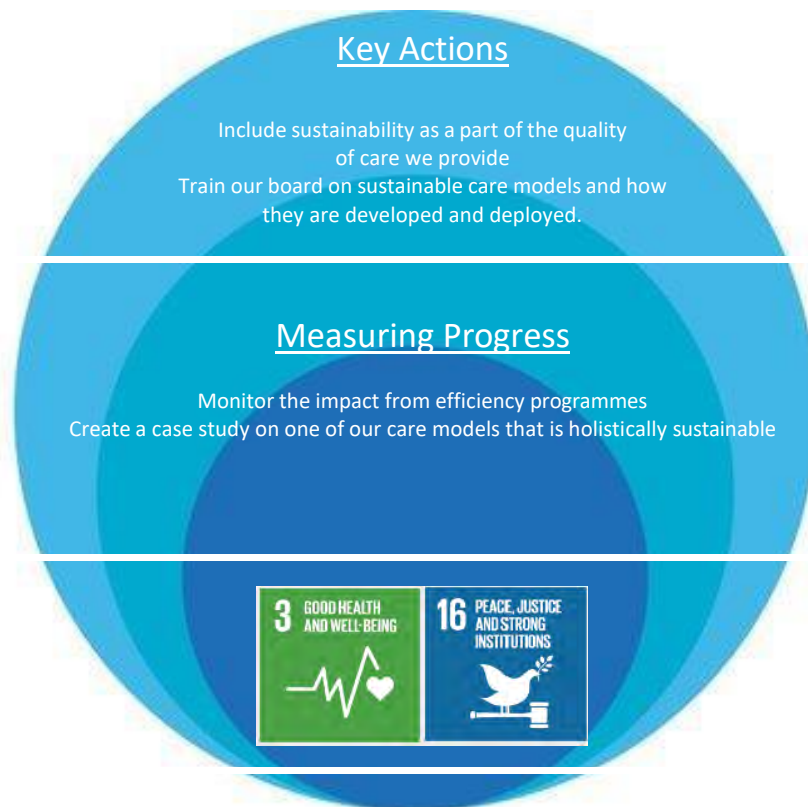 Key Actions
Include sustainability as a part of the quality
of care we provide
Train our board on sustainable care models and how
they are developed and deployed.
Measuring Progress
Monitor the impact from efficiency programmes
Create a case study on one of our care models that is holistically sustainable
3 GOOD HEALTH
AND WELL-BEING
16 PEACE, JUSTICE
AND STRONG
INSTITUTIONS